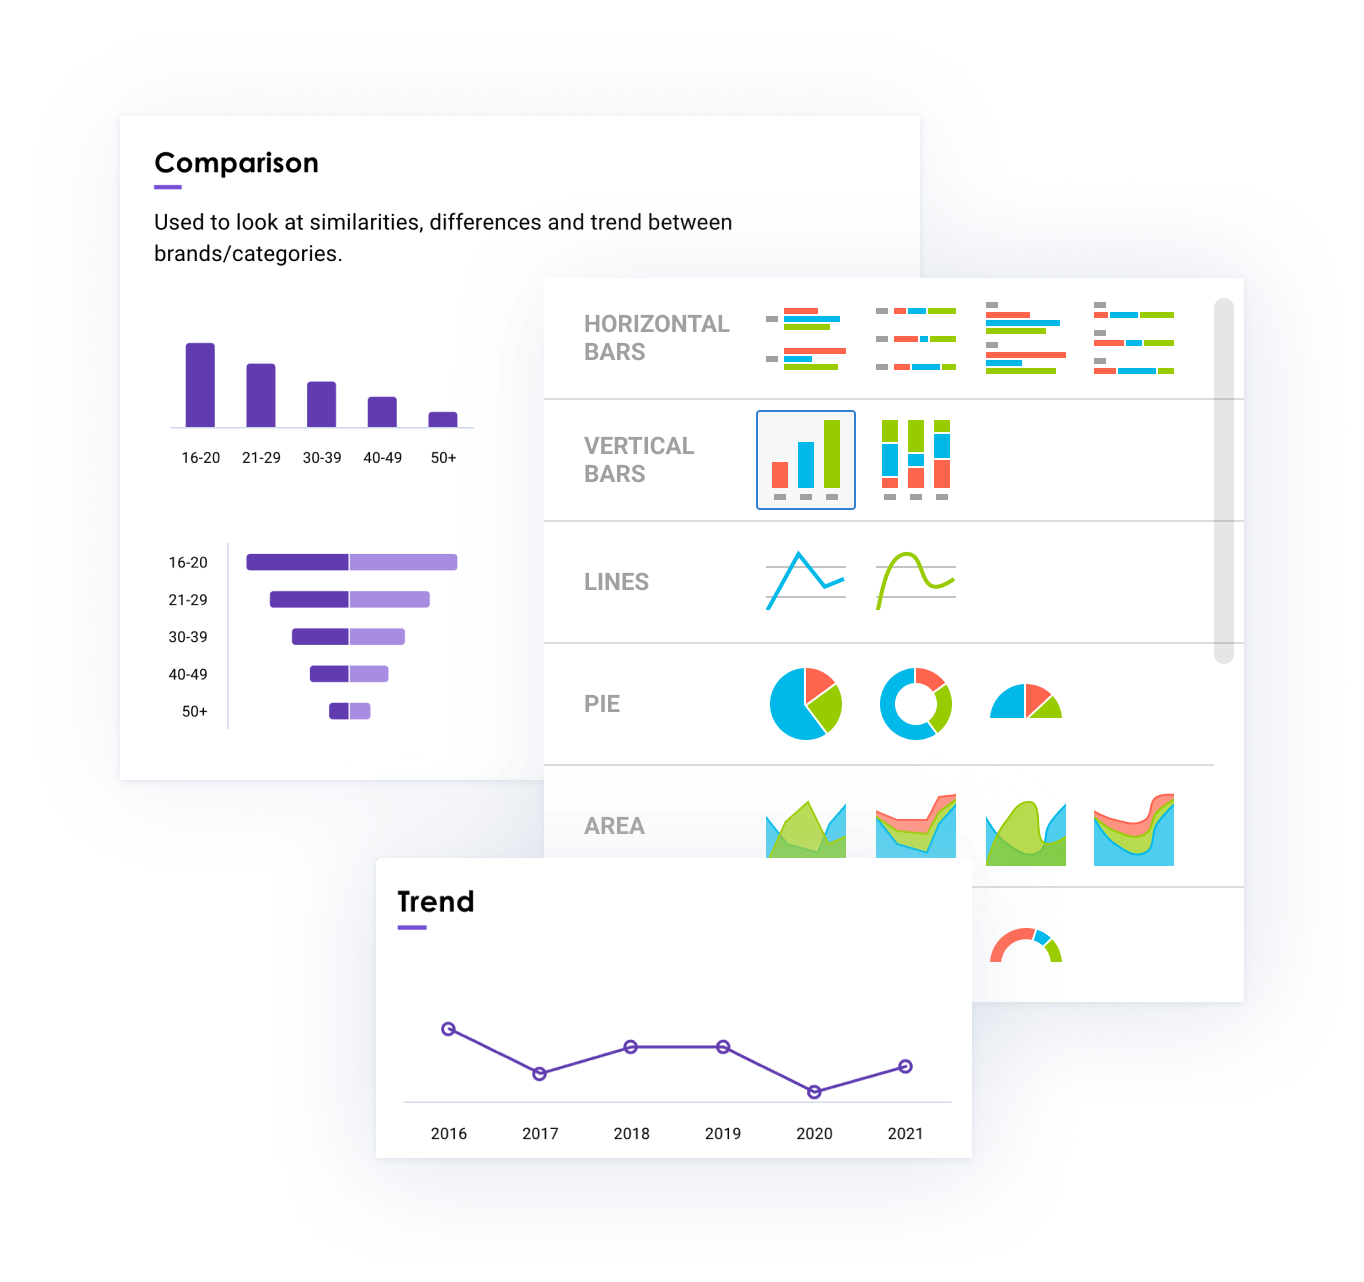 Comparison
Used to look at similarities, differences and trend between
brands/categories.
16-20 21-29 30-39 40-49 50+
16-20
21-29
30-39
40-49
50+
HORIZONTAL
BARS
VERTICAL
BARS
LINES
PIE
AREA
Trend
2016 2017 2018 2019 2020 2021